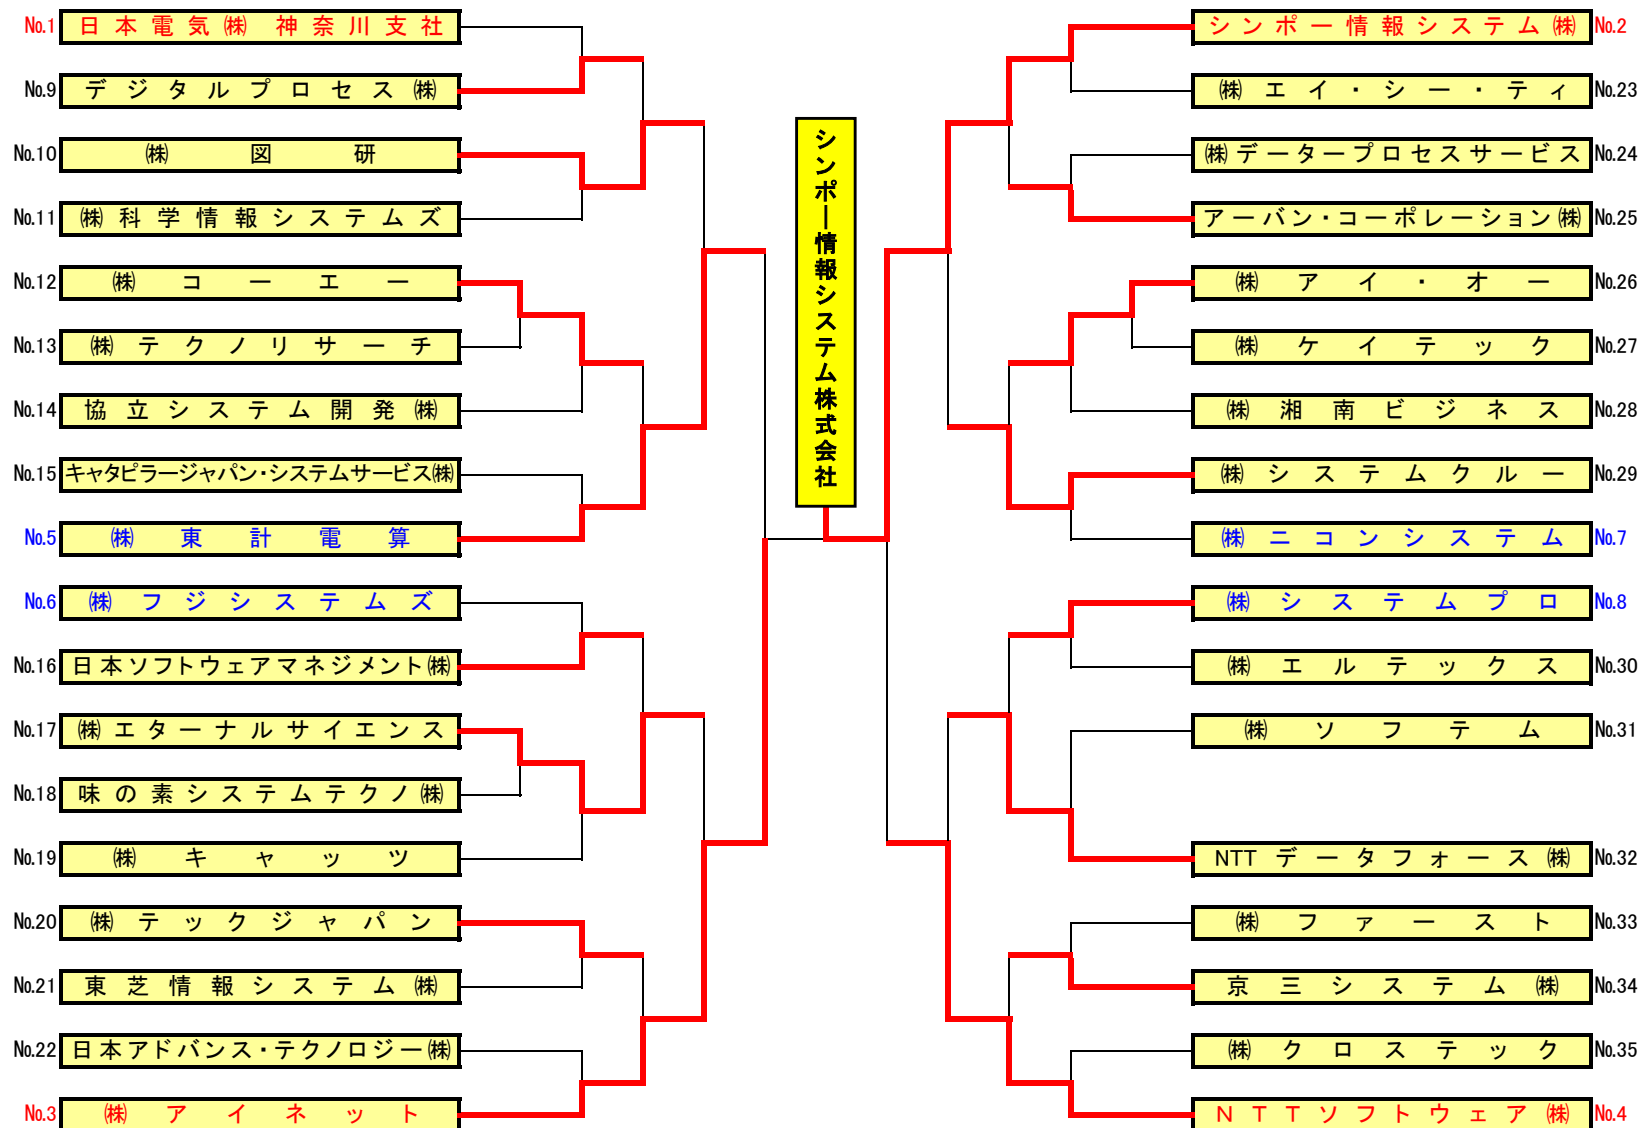 No.1 日本電気㈱ 神奈川支社
No.9 デジタルプロセス㈱
No.10 ㈱図研
No.11 ㈱科学情報システムズ
No.12 ㈱コーエー
No.13 ㈱テクノリサーチ
No.14 協立システム開発㈱
No.15 キャタピラージャパン・システムサービス㈱
No.5 ㈱東計電算
No.6 ㈱フジシステムズ
No.16 日本ソフトウェアマネジメント㈱
No.17 ㈱エターナルサイエンス
No.18 味の素システムテクノ㈱
No.19 ㈱キャッツ
No.20 ㈱テックジャパン
No.21 東芝情報システム㈱
No.22 日本アドバンス・テクノロジー㈱
No.3 ㈱アイネット
シンポー情報システム株式会社
シンポー情報システム㈱ No.2
㈱エイ・シー・ティ No.23
㈱データープロセスサービス No.24
アーバン・コーポレーション㈱ No.25
㈱アイ・オー No.26
㈱ケイテック No.27
㈱湘南ビジネス No.28
㈱システムクルー No.29
㈱ニコンシステム No.7
㈱システムプロ No.8
㈱エルテックス No.30
㈱ソフテム No.31
NTTデータフォース㈱ No.32
㈱ファースト No.33
京三システム㈱ No.34
㈱クロステック No.35
NTTソフトウェア㈱ No.4